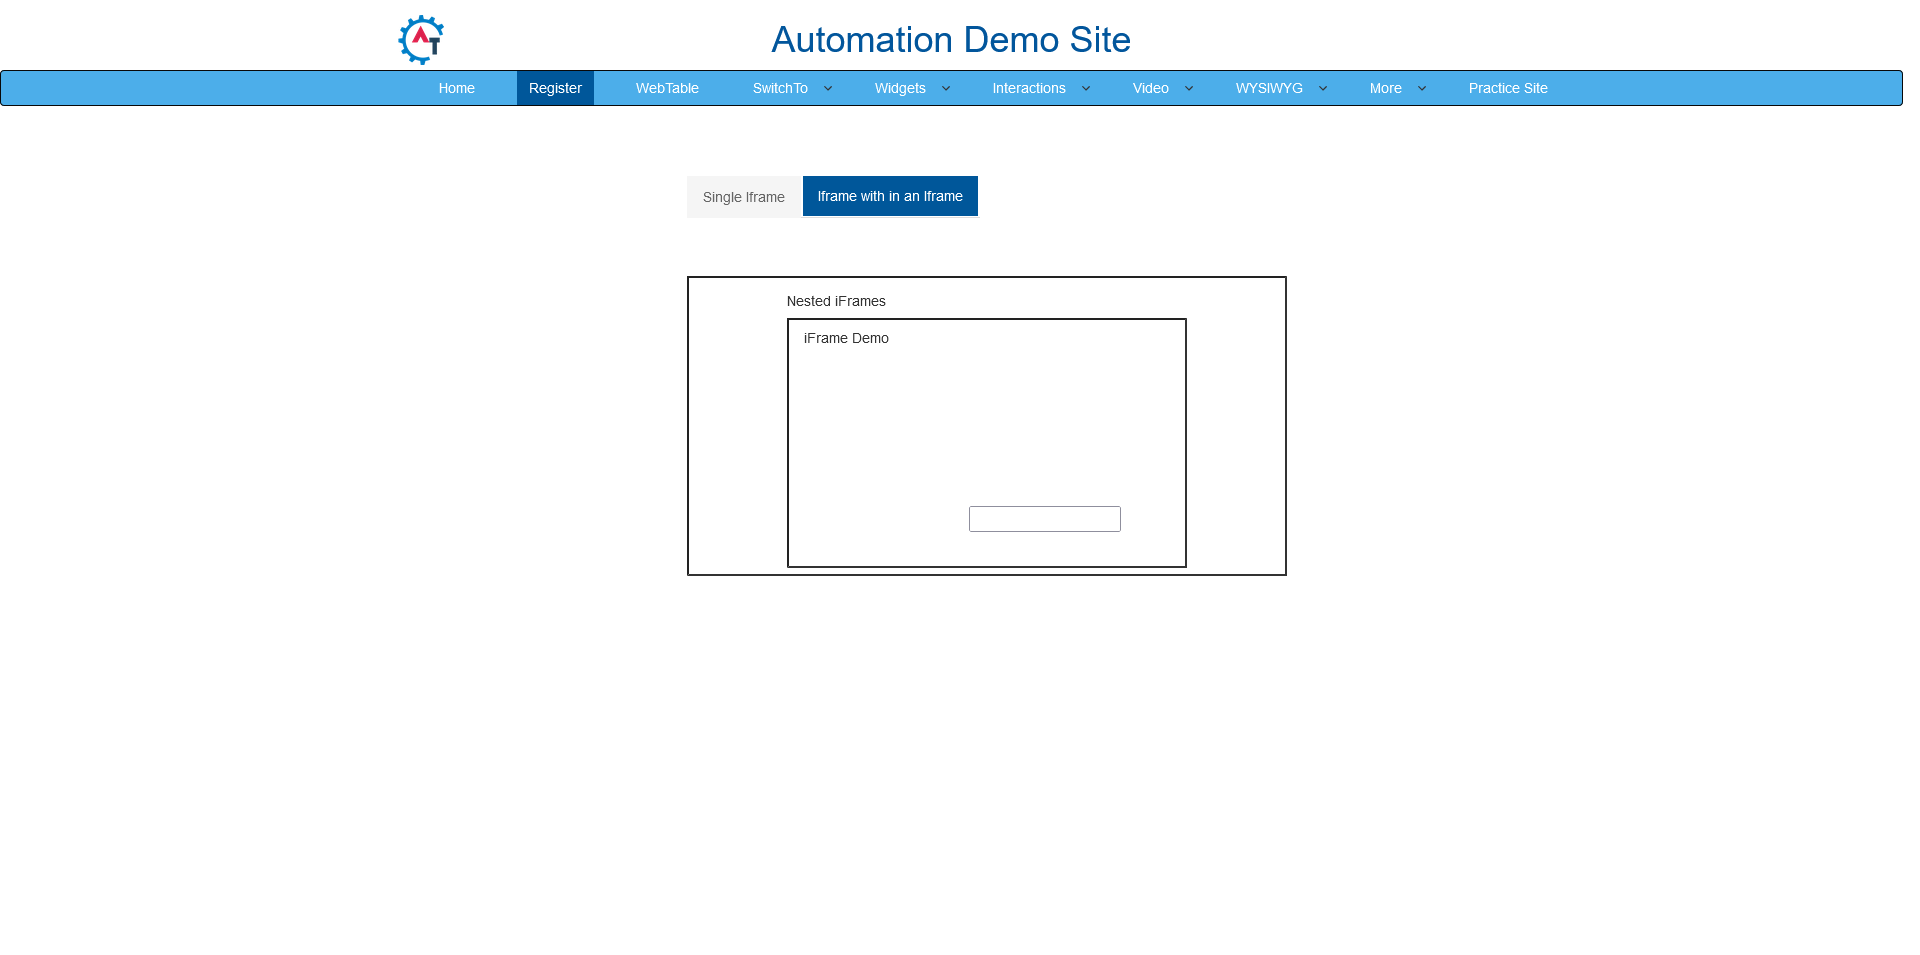 AT
Automation Demo Site
Home Register WebTable SwitchTo Widgets Interactions Video WYSIWYG More Practice Site
Single Iframe Iframe with in an Iframe
Nested iFrames
iFrame Demo